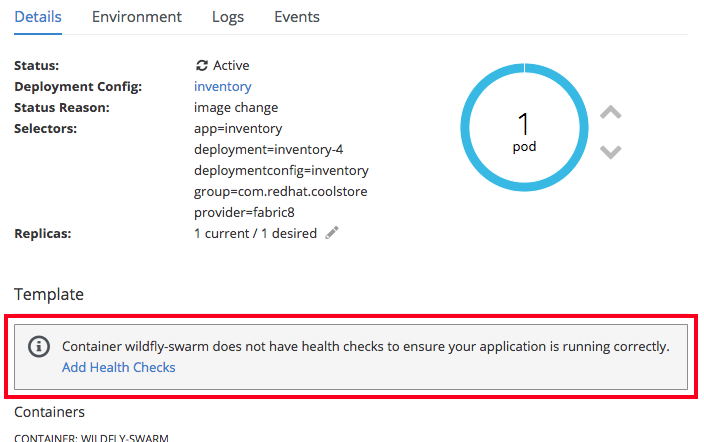 Details Environment Logs Events
Status: Active
Deployment Config: inventory
Status Reason: image change
Selectors: app=inventory
deployment=inventory-4
deploymentconfig=inventory
group=com.redhat.coolstore
provider=fabric8
Replicas: 1 current / 1 desired
1
pod
Template
Container wildfly-swarm does not have health checks to ensure your application is running correctly.
Add Health Checks
Containers
CONTAINER: WILDFLY-SWARM